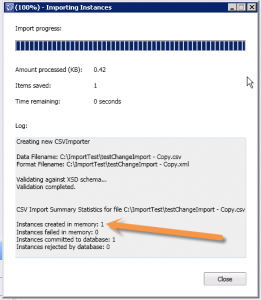 (100%) - Importing Instances
Import progress:
Amount processed (KB): 0.42
Items saved: 1
Time remaining: 0 seconds
Log:
Creating new CSVImporter
Data Filename: C:\ImportTest\testChangeImport - Copy.csv
Format Filename: C:\ImportTest\testChangeImport - Copy.xml
Validating against XSD schema...
Validation completed.
CSV Import Summary Statistics for file C:\ImportTest\testChangeImport - Copy.csv
Instances created in memory: 1
Instances failed in memory: 0
Instances committed to database: 1
Instances rejected by database: 0
Close